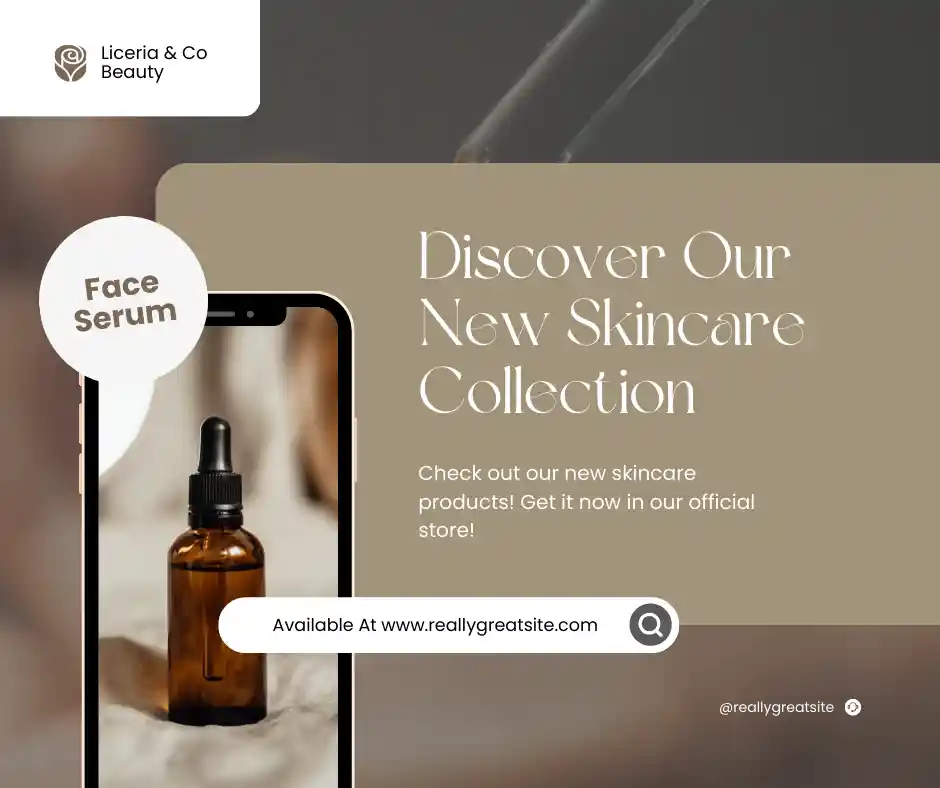 Liceria & Co
Beauty
Face
Serum
Discover Our
New Skincare
Collection
Check out our new skincare
products! Get it now in our official
store!
Available At www.reallygreatsite.com
@reallygreatsite